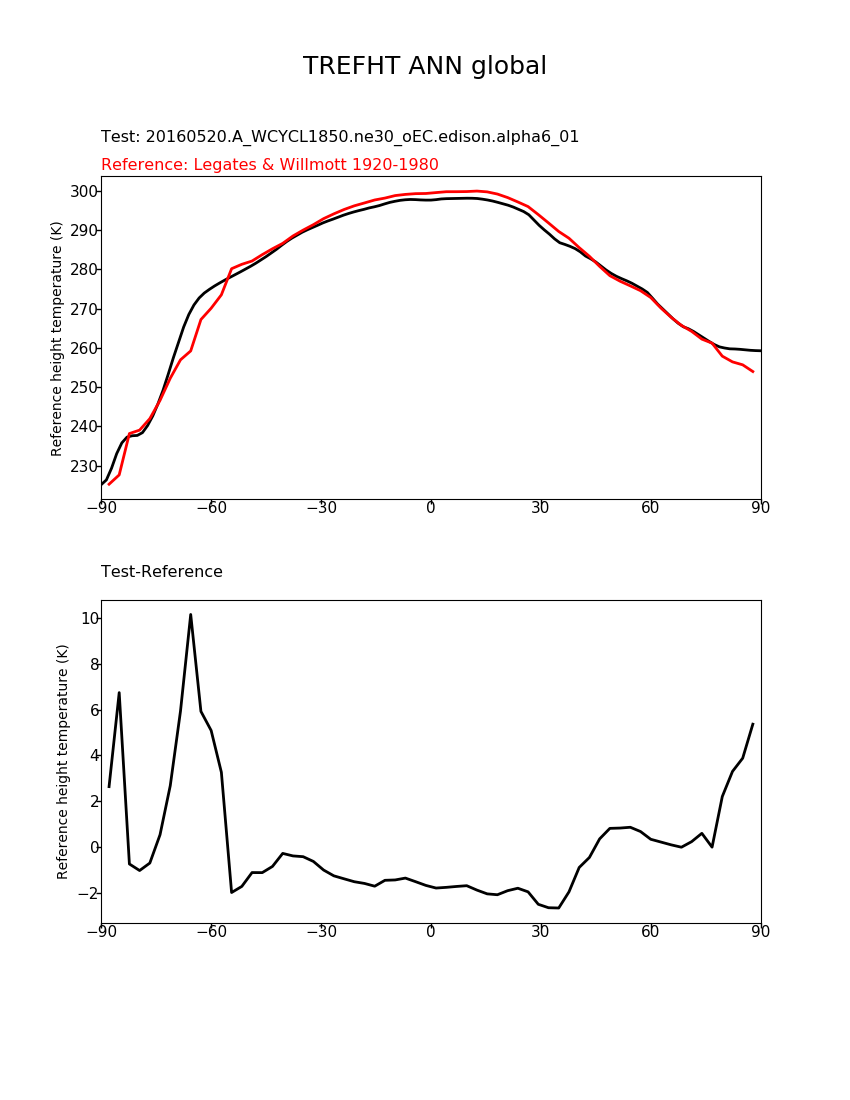 TREFHT ANN global
Test: 20160520.A_WCYCL1850.ne30_oEC.edison.alpha6_01
Reference: Legates & Willmott 1920-1980
Reference height temperature (K)
300
290
280
270
260
250
240
230
−90 −60 −30 0 30 60 90
Test-Reference
Reference height temperature (K)
10
8
6
4
2
0
−2
−90 −60 −30 0 30 60 90